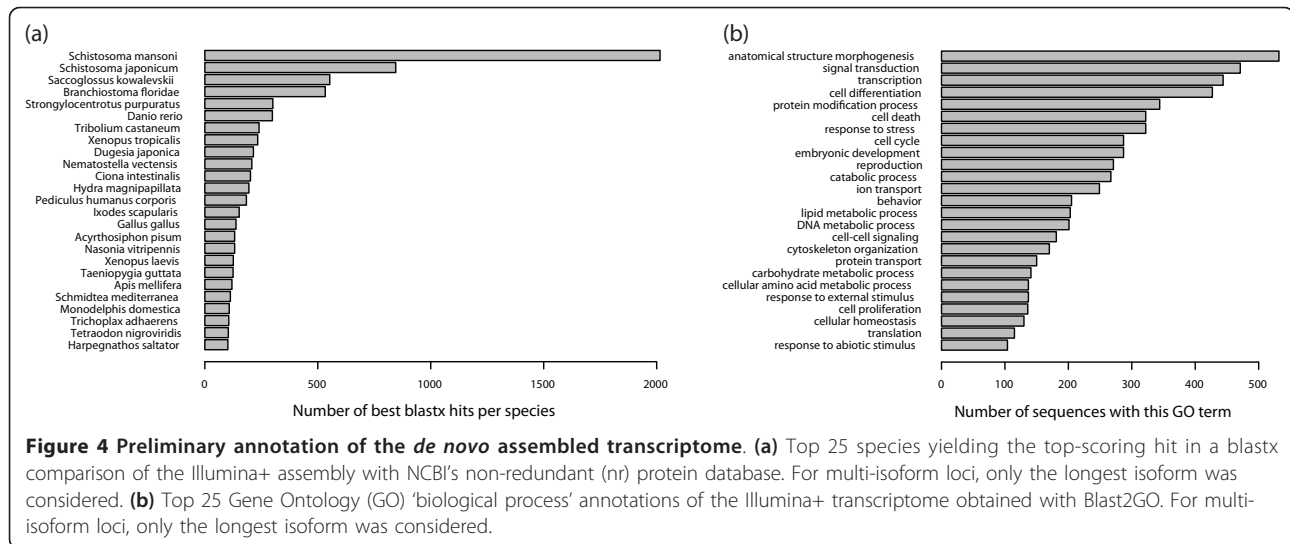 (a)
Schistosoma mansoni
Schistosoma japonicum
Saccoglossus kowalevskii
Branchiostoma floridae
Strongylocentrotus purpuratus
Danio rerio
Tribolium castaneum
Xenopus tropicalis
Dugesia japonica
Nematostella vectensis
Ciona intestinalis
Hydra magnipapillata
Pediculus humanus corporis
Ixodes scapularis
Gallus gallus
Acyrthosiphon pisum
Nasonia vitripennis
Xenopus laevis
Taeniopygia guttata
Apis mellifera
Schmidtea mediterranea
Monodelphis domestica
Trichoplax adhaerens
Tetraodon nigroviridis
Harpegnathos saltator
0 500 1000 1500 2000
Number of best blastx hits per species
(b)
anatomical structure morphogenesis
signal transduction
transcription
cell differentiation
protein modification process
cell death
response to stress
cell cycle
embryonic development
reproduction
catabolic process
ion transport
behavior
lipid metabolic process
DNA metabolic process
cell-cell signaling
cytoskeleton organization
protein transport
carbohydrate metabolic process
cellular amino acid metabolic process
response to external stimulus
cell proliferation
cellular homeostasis
translation
response to abiotic stimulus
0 100 200 300 400 500
Number of sequences with this GO term
Figure 4 Preliminary annotation of the de novo assembled transcriptome. (a) Top 25 species yielding the top-scoring hit in a blastx
comparison of the Illumina+ assembly with NCBI's non-redundant (nr) protein database. For multi-isoform loci, only the longest isoform was
considered. (b) Top 25 Gene Ontology (GO) 'biological process' annotations of the Illumina+ transcriptome obtained with Blast2GO. For multi-
isoform loci, only the longest isoform was considered.